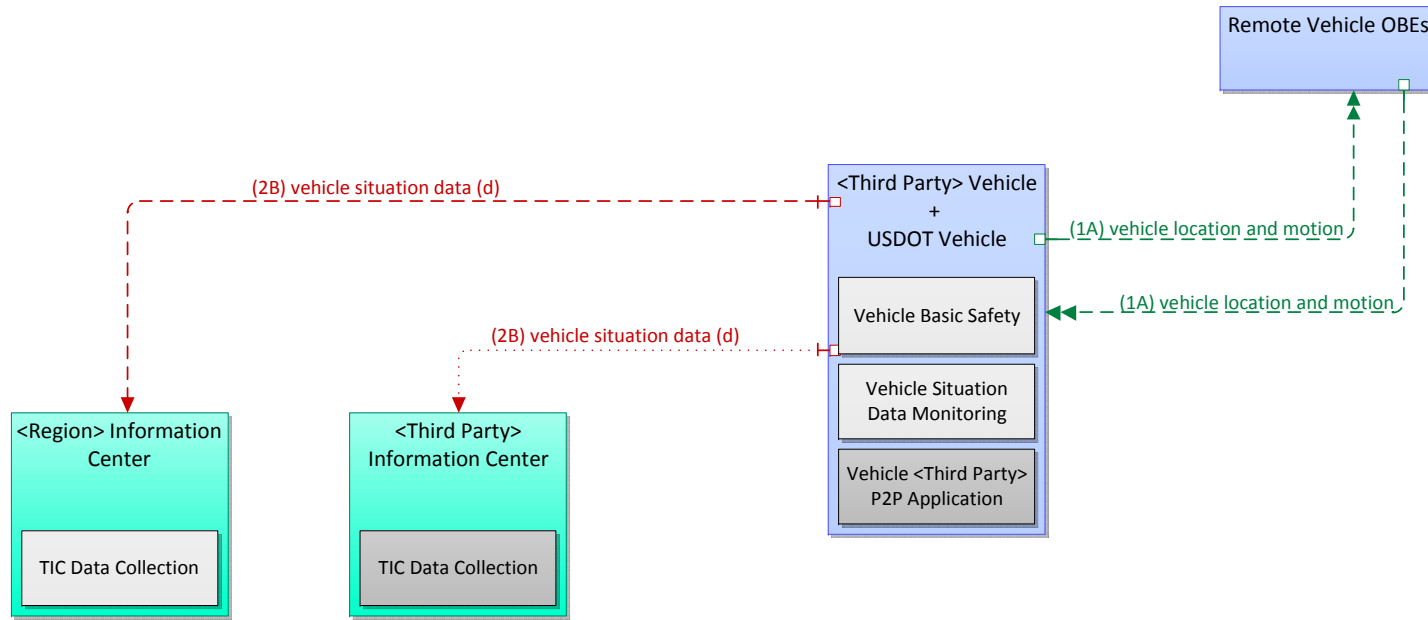 Remote Vehicle OBEs
(2B) vehicle situation data (d)
<Third Party> Vehicle
+
USDOT Vehicle
(1A) vehicle location and motion
(1A) vehicle location and motion
Vehicle Basic Safety
(2B) vehicle situation data (d)
Vehicle Situation
Data Monitoring
Vehicle <Third Party>
P2P Application
<Region> Information
Center
TIC Data Collection
<Third Party>
Information Center
TIC Data Collection